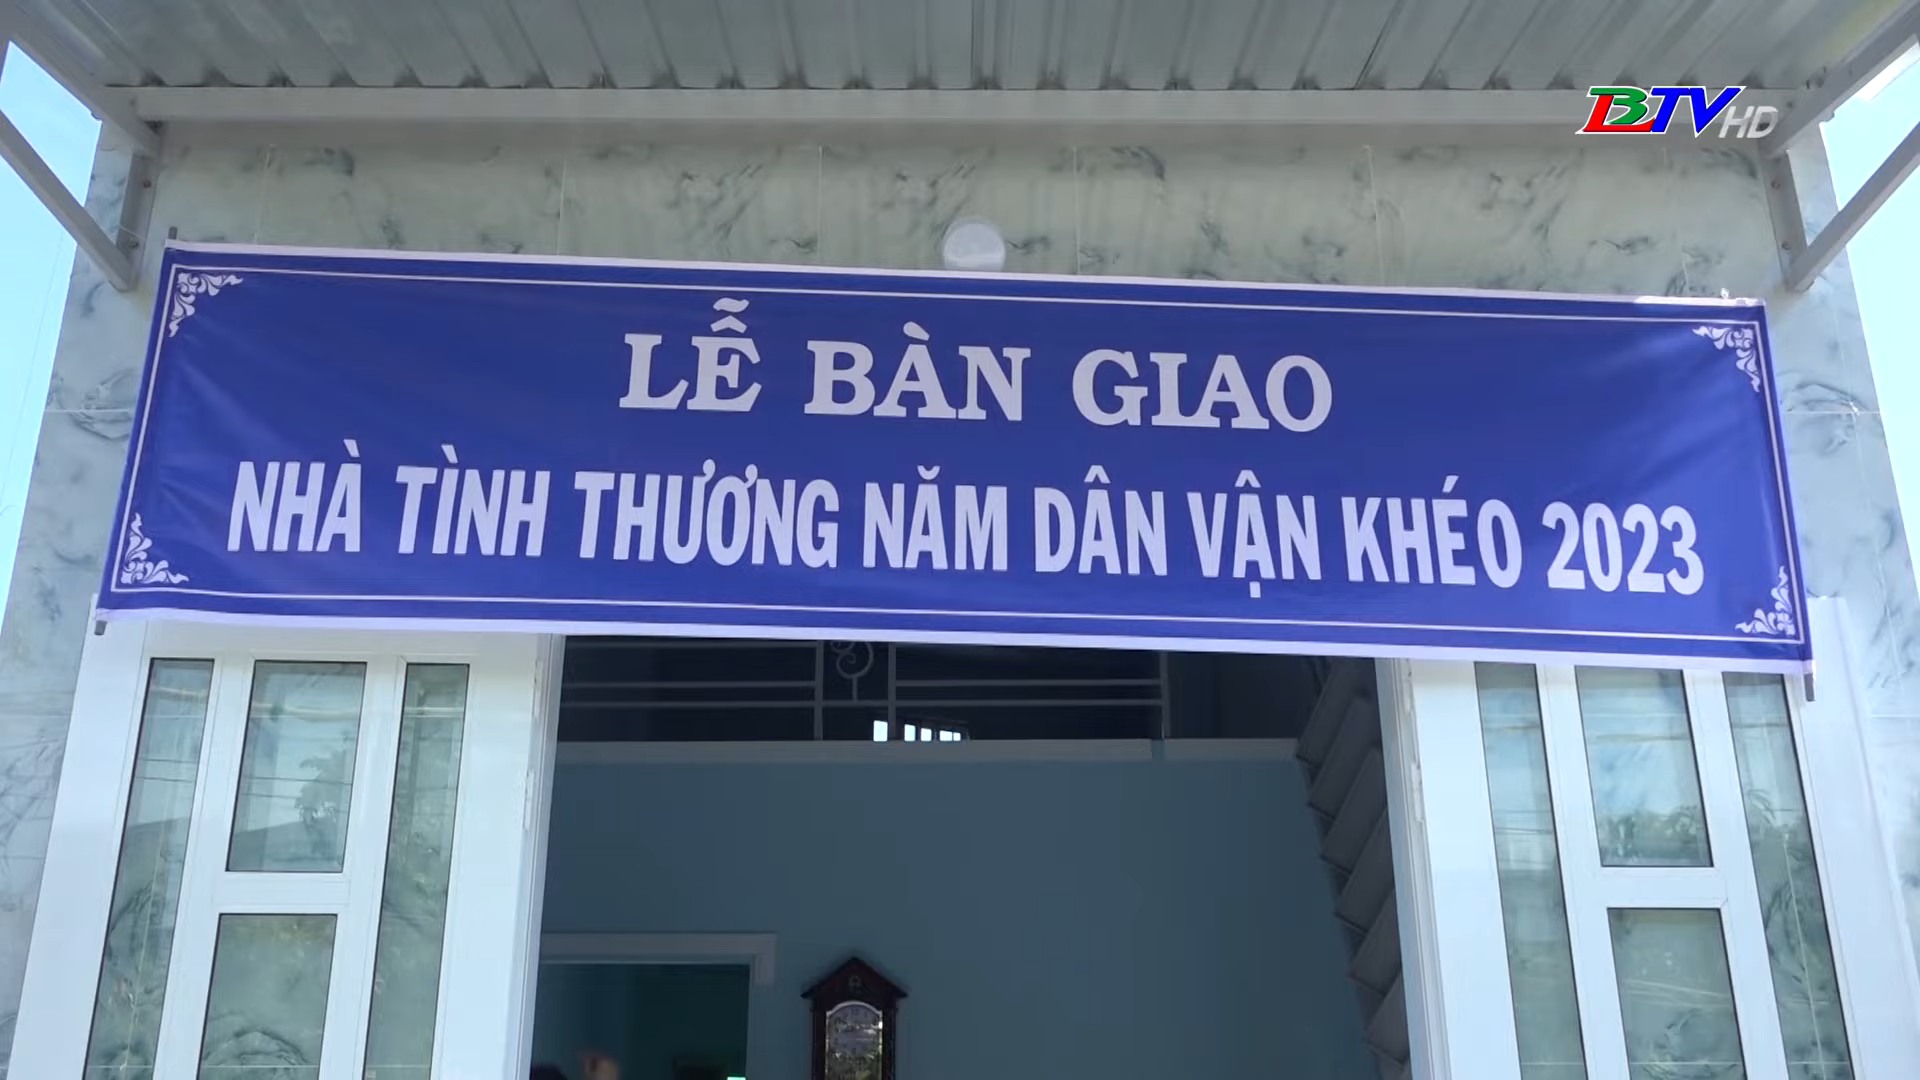 BTV HD
LỄ BÀN GIAO
NHÀ TÌNH THƯƠNG NĂM DÂN VẬN KHÉO 2023